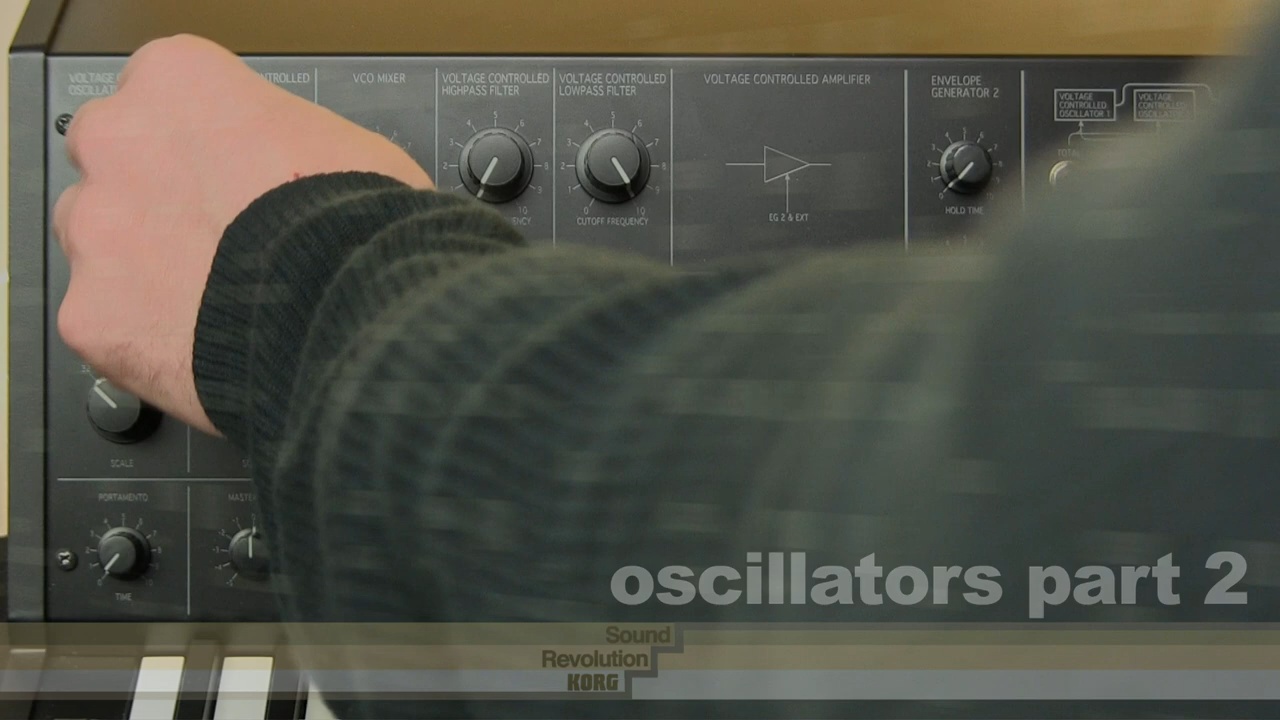 VOLTAGE
OSCILLAT
CONTROLLED
VCO MIXER
VOLTAGE CONTROLLED
HIGHPASS FILTER
VOLTAGE CONTROLLED
LOWPASS FILTER
VOLTAGE CONTROLLED AMPLIFIER
ENVELOPE
GENERATOR 2
VOLTAGE
CONTROLLED
OSCILLATOR 1
VOLTAGE
CONTROLLED
OSCILLATOR
TOTAL
CUTOFF FREQUENCY
EG 2 & EXT
HOLD TIME
SCALE
PORTAMENTO
MASTER
TIME
oscillators part 2
Sound
Revolution
KORG